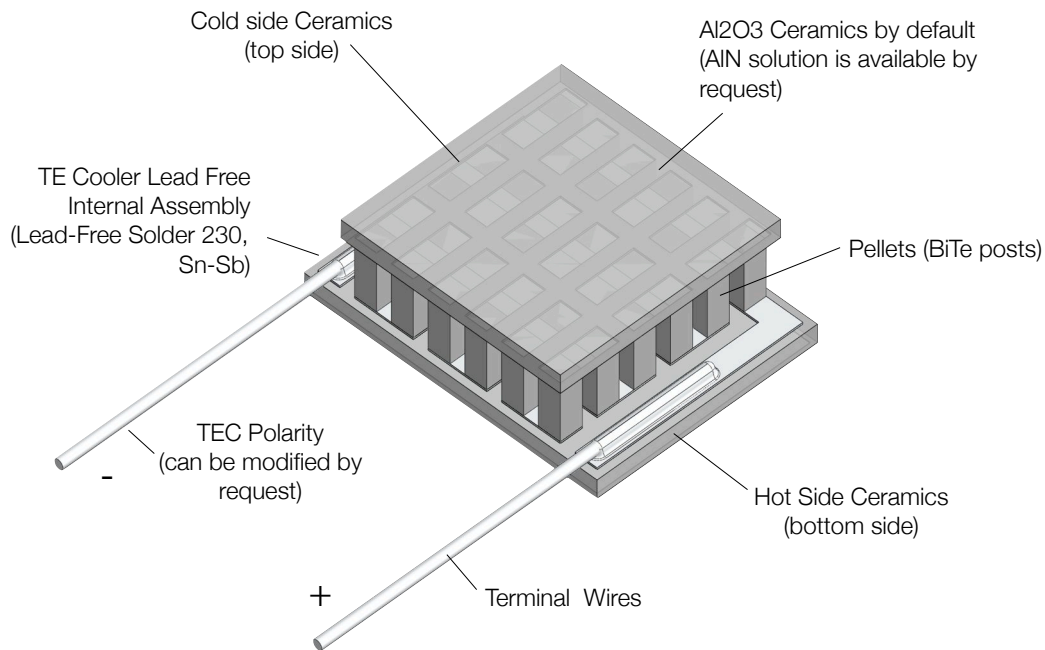 Cold side Ceramics
(top side)
Al2O3 Ceramics by default
(AlN solution is available by
request)
TE Cooler Lead Free
Internal Assembly
(Lead-Free Solder 230,
Sn-Sb)
Pellets (BiTe posts)
TEC Polarity
(can be modified by
request)
-
Hot Side Ceramics
(bottom side)
+
Terminal Wires